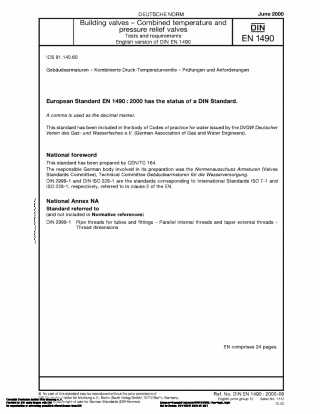 DEUTSCHE NORM
June 2000
Building valves – Combined temperature and
pressure relief valves
Tests and requirements
English version of DIN EN 1490
DIN
EN 1490
ICS 91.140.60
Gebäudearmaturen – Kombinierte Druck-Temperaturventile – Prüfungen und Anforderungen
European Standard EN 1490 : 2000 has the status of a DIN Standard.
A comma is used as the decimal marker.
This standard has been included in the body of Codes of practice for water issued by the DVGW Deutscher
Verein des Gas- und Wasserfaches e.V. (German Association of Gas and Water Engineers).
National foreword
This standard has been prepared by CEN/TC 164.
The responsible German body involved in its preparation was the Normenausschuss Armaturen (Valves
Standards Committee), Technical Committee Gebäudearmaturen für die Wasserversorgung.
DIN 2999-1 and DIN ISO 228-1 are the standards corresponding to International Standards ISO 7-1 and
ISO 228-1, respectively, referred to in clause 2 of the EN.
National Annex NA
Standard referred to
(and not included in Normative references)
DIN 2999-1 Pipe threads for tubes and fittings – Parallel internal threads and taper external threads –
Thread dimensions
EN comprises 24 pages.
Ref. No. DIN EN 1490 : 2000-06
English price group 12 Sales No. 1112